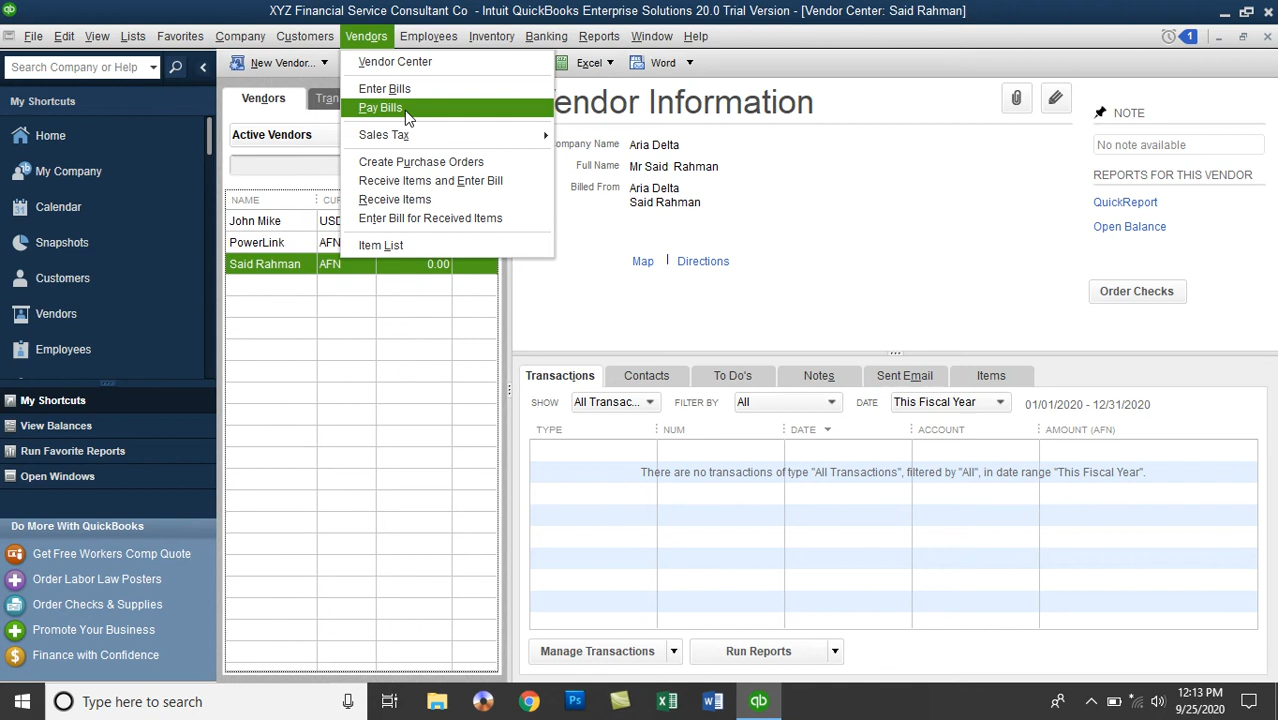 XYZ Financial Service Consultant Co - Intuit QuickBooks Enterprise Solutions 20.0 Trial Version - [Vendor Center: Said Rahman]
File Edit View Lists Favorites Company Customers Vendors Employees Inventory Banking Reports Window Help 1
Search Company or Help
New Vendor... Excel Word
My Shortcuts
Home
My Company
Calendar
Snapshots
Customers
Vendors
Employees
My Shortcuts
View Balances
Run Favorite Reports
Open Windows
Do More With QuickBooks
Get Free Workers Comp Quote
Order Labor Law Posters
Order Checks & Supplies
Promote Your Business
Finance with Confidence
Vendors Tran
Active Vendors
NAME CU
John Mike USD
PowerLink AFN
Said Rahman AFN 0.00
Vendor Center
Enter Bills
Pay Bills
Sales Tax
Create Purchase Orders
Receive Items and Enter Bill
Receive Items
Enter Bill for Received Items
Item List
endor Information
ompany Name Aria Delta
Full Name Mr Said Rahman
Billed From Aria Delta
Said Rahman
Map Directions
NOTE
No note available
REPORTS FOR THIS VENDOR
QuickReport
Open Balance
Order Checks
Transactions Contacts To Do's Notes Sent Email Items
SHOW All Transac... FILTER BY All DATE This Fiscal Year 01/01/2020 - 12/31/2020
TYPE NUM DATE ACCOUNT AMOUNT (AFN)
There are no transactions of type "All Transactions", filtered by "All", in date range "This Fiscal Year".
Manage Transactions Run Reports
Type here to search
12:13 PM
9/25/2020